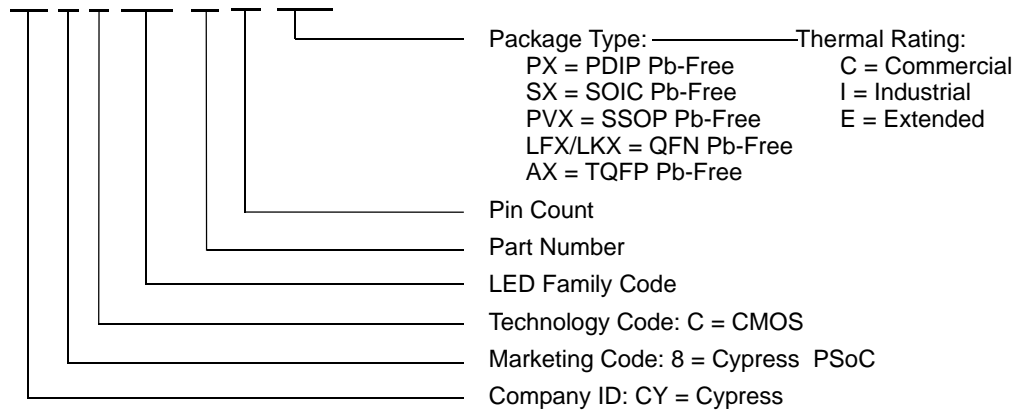 Package Type: Thermal Rating:
PX = PDIP Pb-Free C = Commercial
SX = SOIC Pb-Free I = Industrial
PVX = SSOP Pb-Free E = Extended
LFX/LKX = QFN Pb-Free
AX = TQFP Pb-Free
Pin Count
Part Number
LED Family Code
Technology Code: C = CMOS
Marketing Code: 8 = Cypress PSoC
Company ID: CY = Cypress